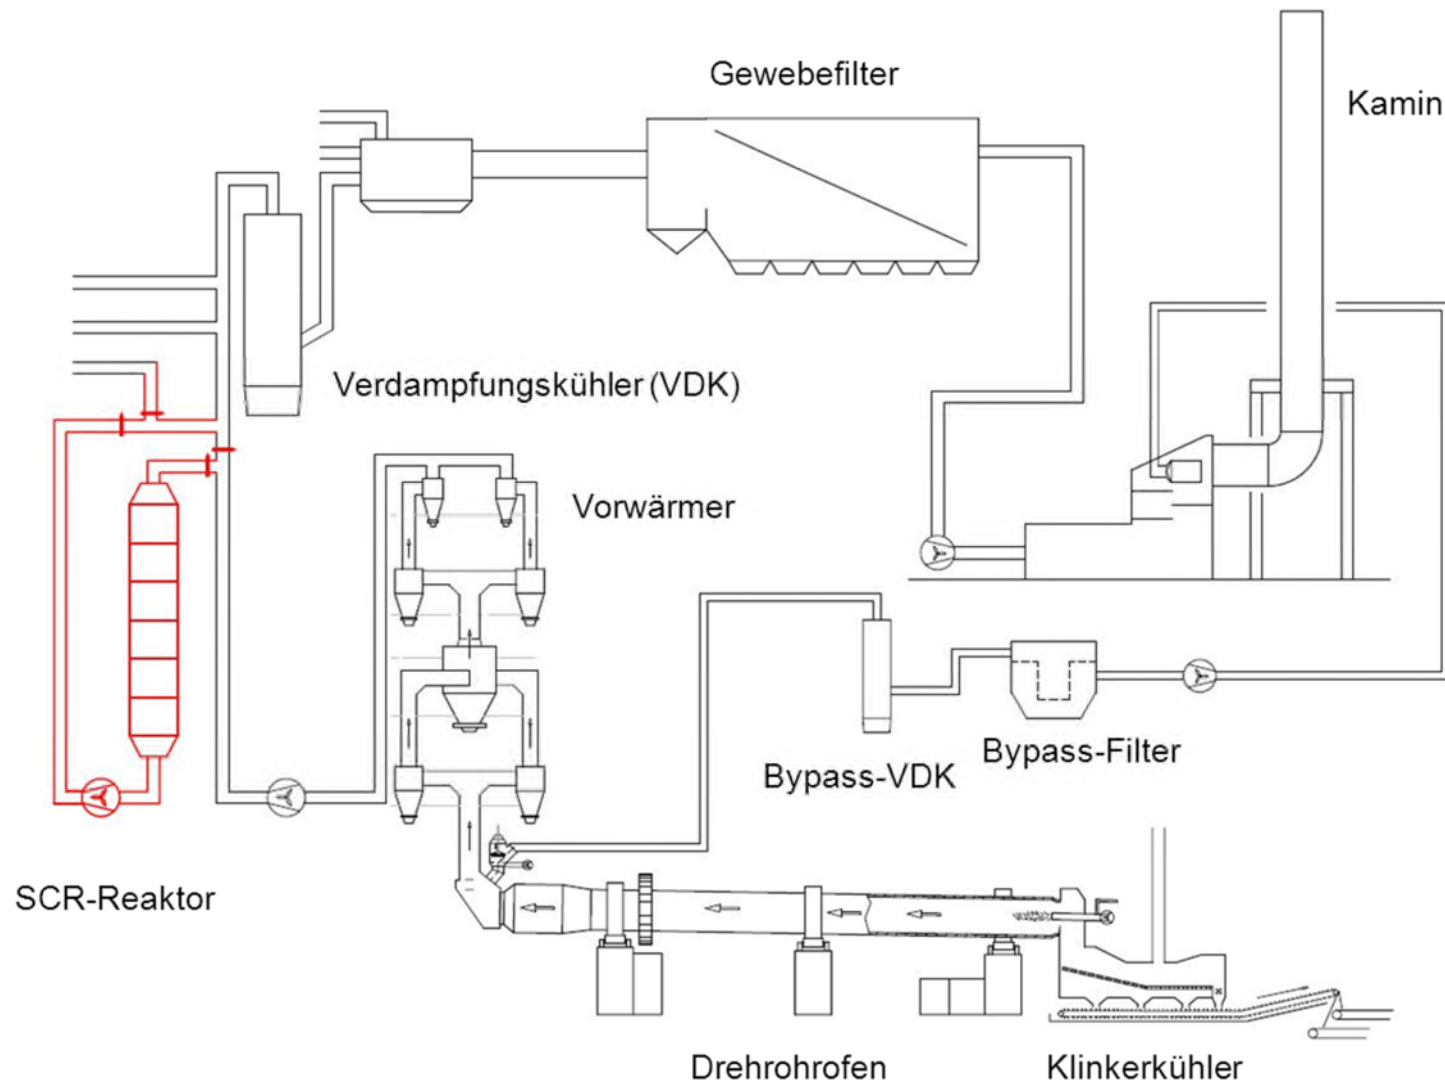 Gewebefilter
Kamin
Verdampfungskühler (VDK)
Vorwärmer
Bypass-Filter
Bypass-VDK
SCR-Reaktor
Drehrohrofen
Klinkerkühler